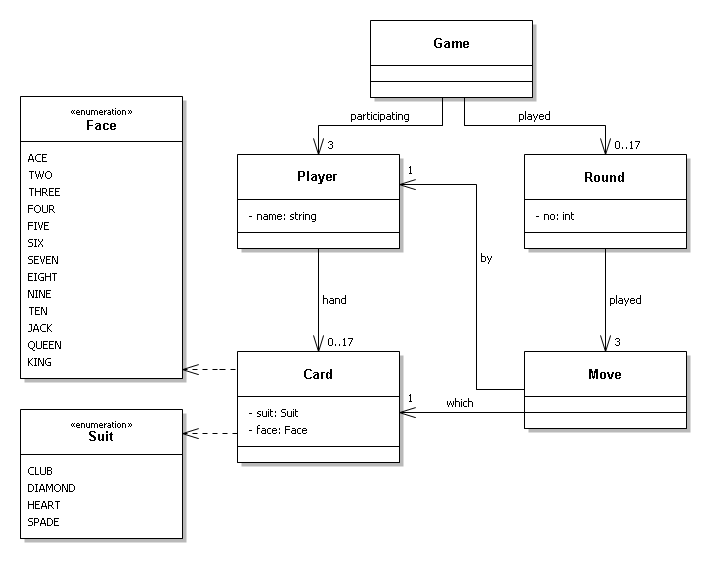 Game
participating
played
3
0..17
«enumeration»
Face
ACE
TWO
THREE
FOUR
FIVE
SIX
SEVEN
EIGHT
NINE
TEN
JACK
QUEEN
KING
Player
- name: string
1
Round
- no: int
by
hand
played
0..17
3
Card
- suit: Suit
- face: Face
1
which
Move
«enumeration»
Suit
CLUB
DIAMOND
HEART
SPADE